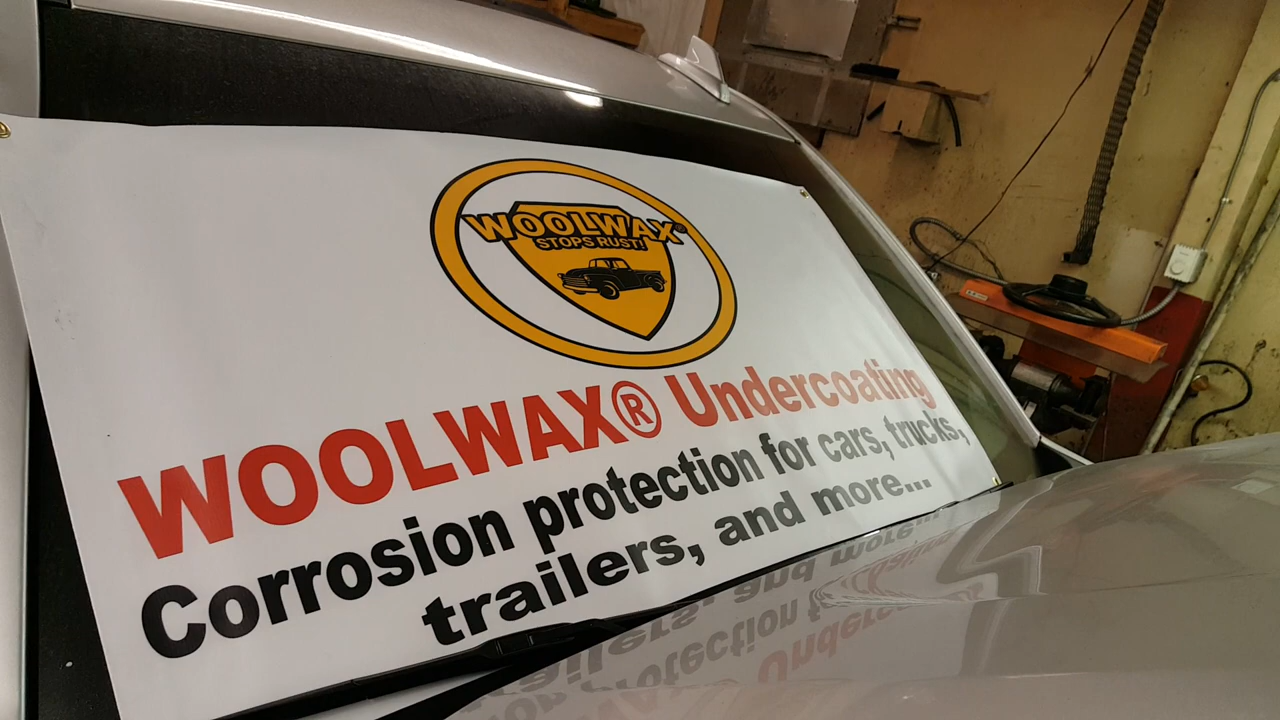 WOOLWAX®
STOPS RUST!
WOOLWAX® Undercoating
Corrosion protection for cars, trucks,
trailers, and more...